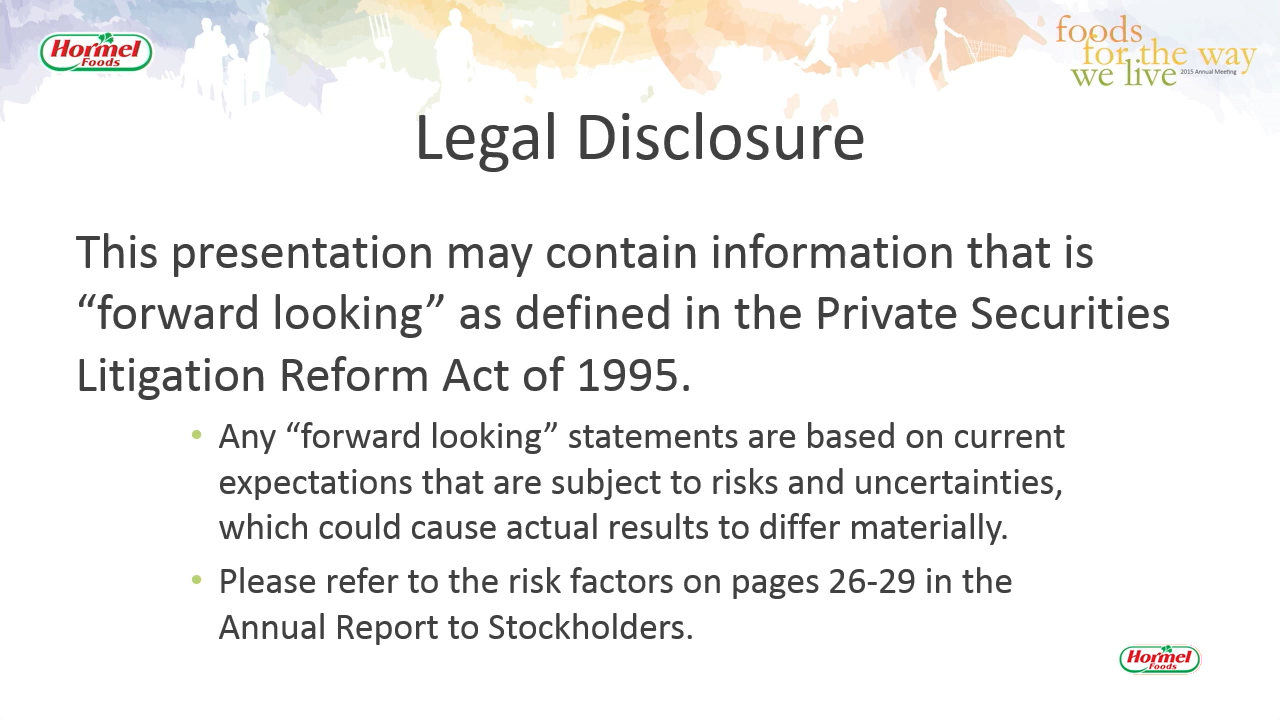 Hormel
Foods
foods
for the way
we live 2015 Annual Meeting
Legal Disclosure
This presentation may contain information that is
“forward looking” as defined in the Private Securities
Litigation Reform Act of 1995.
• Any “forward looking” statements are based on current
expectations that are subject to risks and uncertainties,
which could cause actual results to differ materially.
• Please refer to the risk factors on pages 26-29 in the
Annual Report to Stockholders.
Hormel
Foods